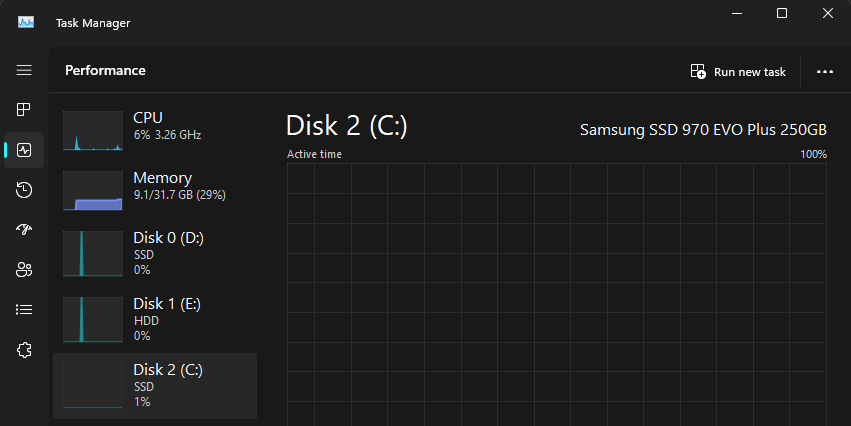 Task Manager
Performance
Run new task
CPU
6% 3.26 GHz
Memory
9.1/31.7 GB (29%)
Disk 0 (D:)
SSD
0%
Disk 1 (E:)
HDD
0%
Disk 2 (C:)
SSD
1%
Disk 2 (C:)
Samsung SSD 970 EVO Plus 250GB
Active time
100%